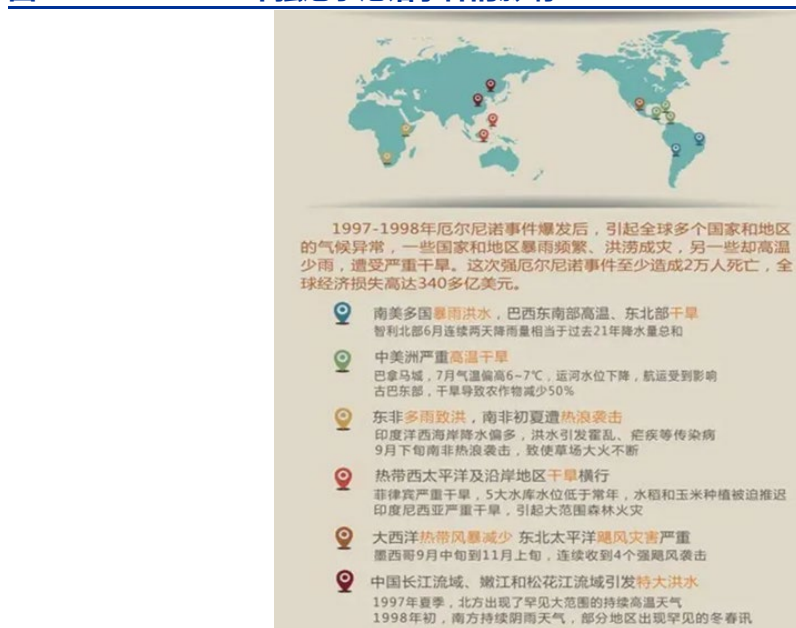 1997-1998年厄尔尼诺事件爆发后，引起全球多个国家和地区
的气候异常，一些国家和地区暴雨频繁、洪涝成灾，另一些却高温
少雨，遭受严重干旱。这次强厄尔尼诺事件至少造成2万人死亡，全
球经济损失高达340多亿美元。
南美多国暴雨洪水，巴西东南部高温、东北部干旱
智利北部6月连续两天降雨量相当于过去21年降水量总和
中美洲严重高温干旱
巴拿马城，7月气温偏高6~7℃，运河水位下降，航运受到影响
古巴东部，干旱导致农作物减少50%
东非多雨致洪，南非初夏遭热浪袭击
印度洋西海岸降水偏多，洪水引发霍乱、疟疾等传染病
9月下旬南非热浪袭击，致使草场大火不断
热带西太平洋及沿岸地区干旱横行
菲律宾严重干旱，5大水库水位低于常年，水稻和玉米种植被迫推迟
印度尼西亚严重干旱，引起大范围森林火灾
大西洋热带风暴减少 东北太平洋飓风灾害严重
墨西哥9月中旬到11月上旬，连续收到4个强飓风袭击
中国长江流域、嫩江和松花江流域引发特大洪水
1997年夏季，北方出现了罕见大范围的持续高温天气
1998年初，南方持续阴雨天气，部分地区出现罕见的冬春讯